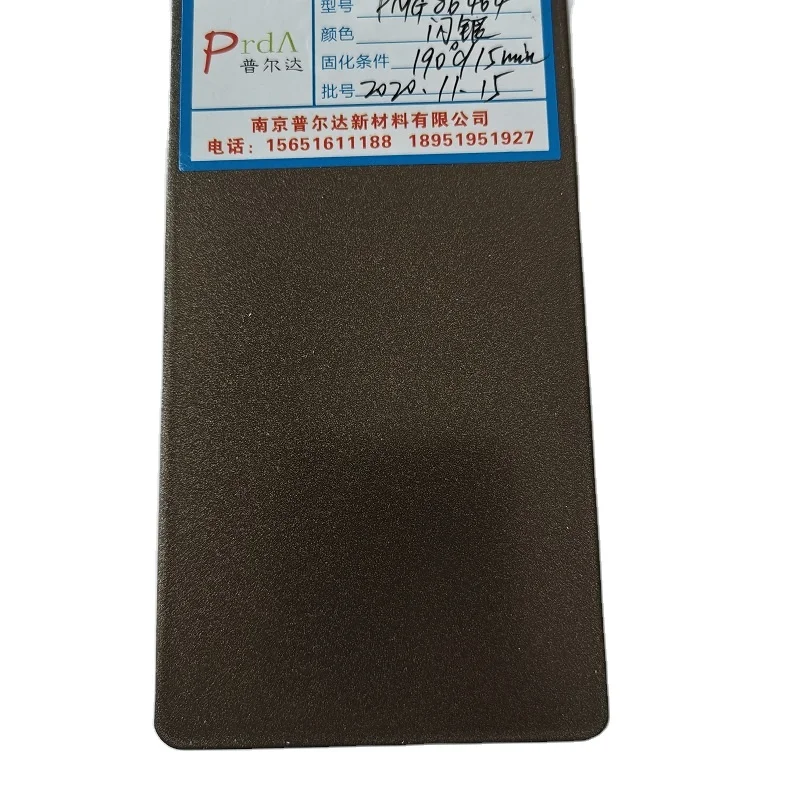 PrdA
普尔达
型号 PMG86464
颜色 闪银
固化条件 190℃/15min
批号 2020.11.15
南京普尔达新材料有限公司
电话：15651611188 18951951927